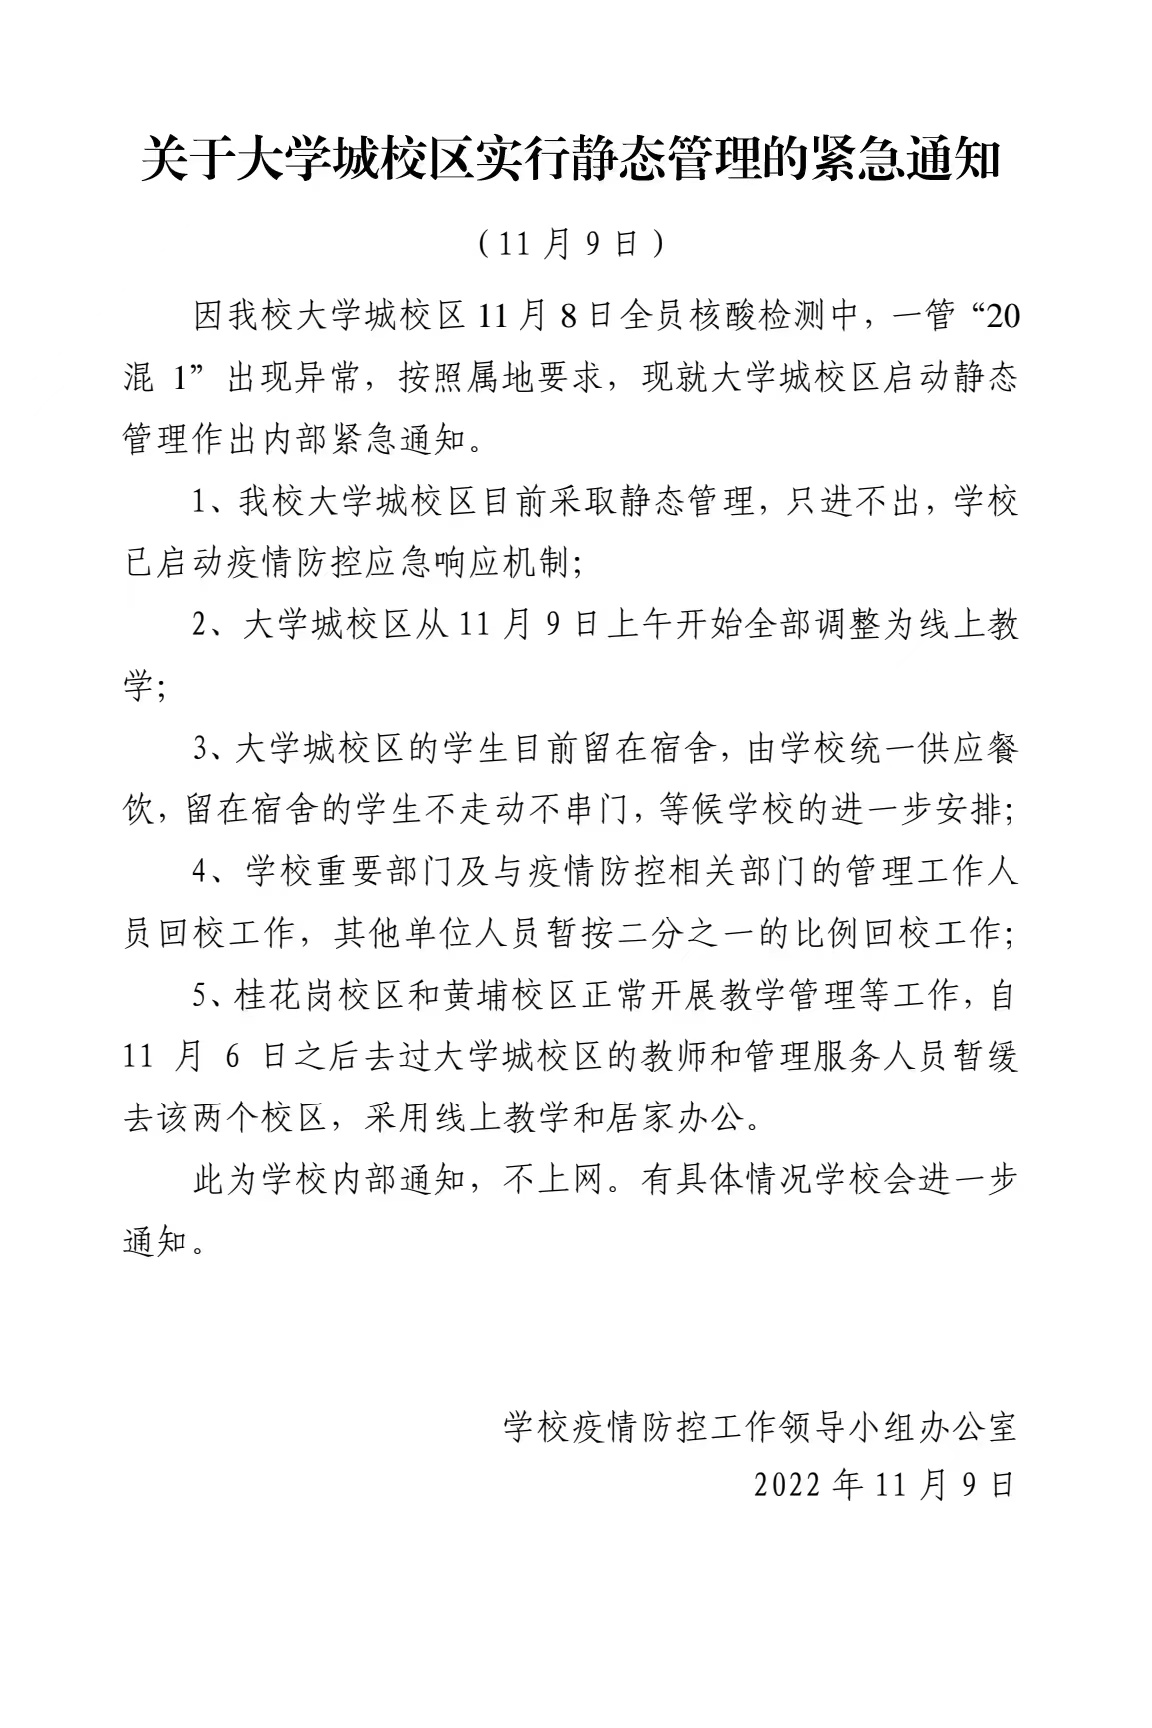 关于大学城校区实行静态管理的紧急通知
（11月9日）
因我校大学城校区11月8日全员核酸检测中，一管“20
混1”出现异常，按照属地要求，现就大学城校区启动静态
管理作出内部紧急通知。
1、我校大学城校区目前采取静态管理，只进不出，学校
已启动疫情防控应急响应机制；
2、大学城校区从11月9日上午开始全部调整为线上教
学；
3、大学城校区的学生目前留在宿舍，由学校统一供应餐
饮，留在宿舍的学生不走动不串门，等候学校的进一步安排；
4、学校重要部门及与疫情防控相关部门的管理工作人
员回校工作，其他单位人员暂按二分之一的比例回校工作；
5、桂花岗校区和黄埔校区正常开展教学管理等工作，自
11月6日之后去过大学城校区的教师和管理服务人员暂缓
去该两个校区，采用线上教学和居家办公。
此为学校内部通知，不上网。有具体情况学校会进一步
通知。
学校疫情防控工作领导小组办公室
2022年11月9日